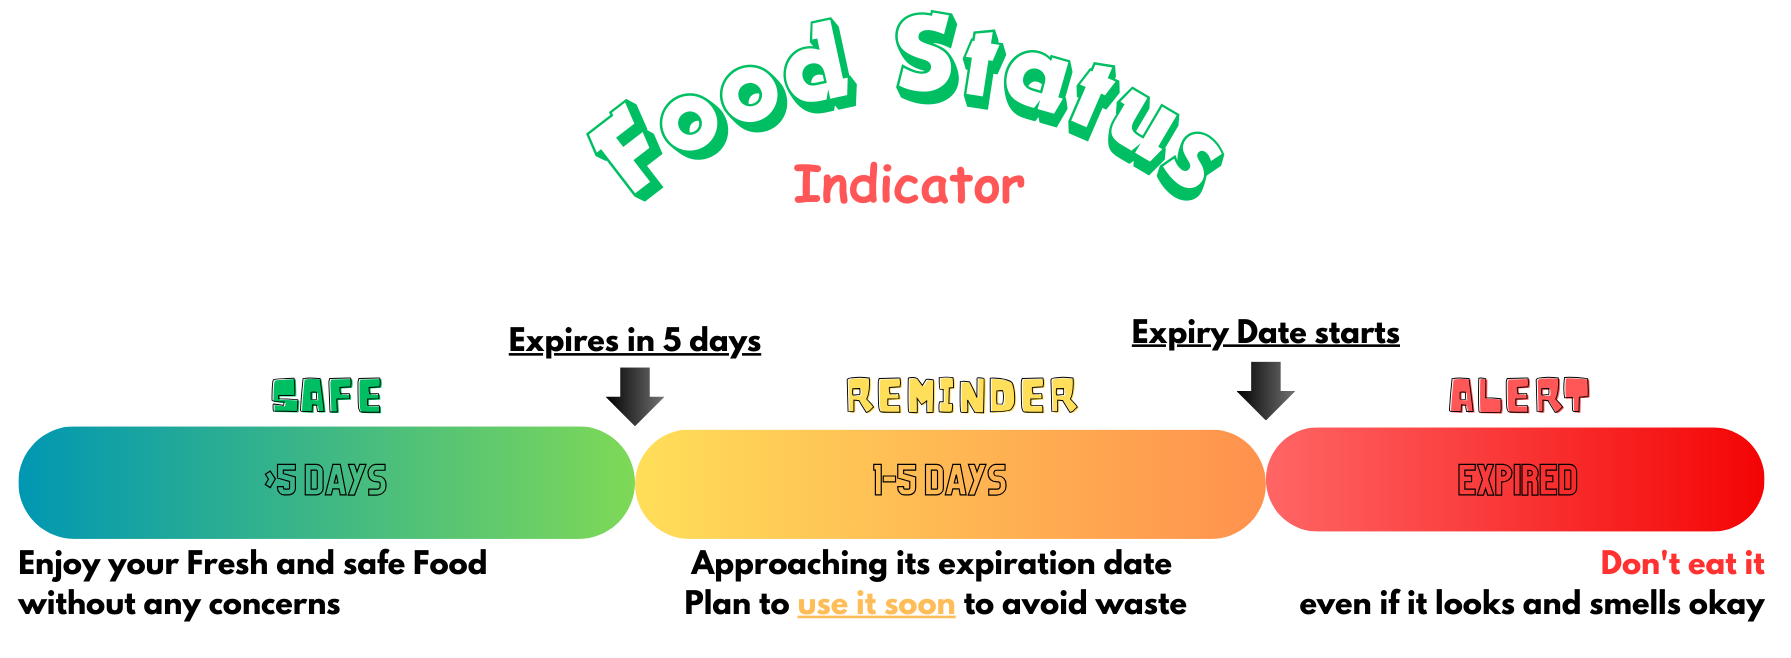 Food Status
Indicator
Expires in 5 days
Expiry Date starts
SAFE
REMINDER
ALERT
>5 DAYS
1-5 DAYS
EXPIRED
Enjoy your Fresh and safe Food
without any concerns
Approaching its expiration date
Plan to use it soon to avoid waste
Don't eat it
even if it looks and smells okay